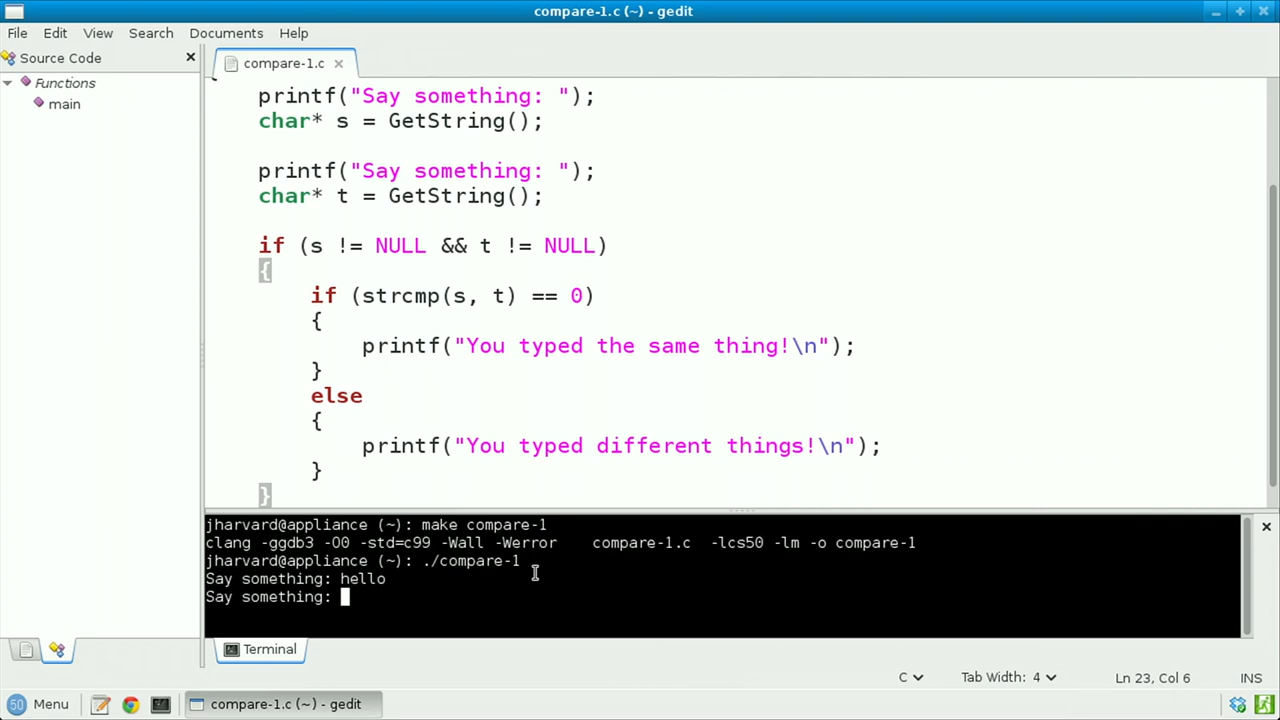 compare-1.c (~) - gedit
File Edit View Search Documents Help
Source Code
compare-1.c
Functions
main
printf("Say something: ");
char* s = GetString();
printf("Say something: ");
char* t = GetString();
if (s != NULL && t != NULL)
{
if (strcmp(s, t) == 0)
{
printf("You typed the same thing!\n");
}
else
{
printf("You typed different things!\n");
}
}
jharvard@appliance (~): make compare-1
clang -ggdb3 -O0 -std=c99 -Wall -Werror    compare-1.c  -lcs50 -lm -o compare-1
jharvard@appliance (~): ./compare-1
Say something: hello
Say something:
Terminal
C Tab Width: 4 Ln 23, Col 6 INS
50 Menu compare-1.c (~) - gedit